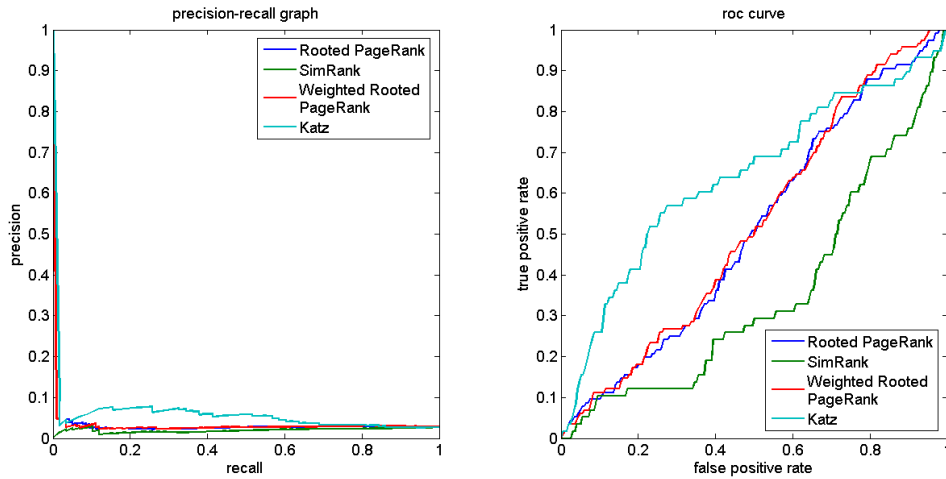 precision-recall graph
1
0.9
0.8
0.7
0.6
0.5
0.4
0.3
0.2
0.1
0
precision
Rooted PageRank
SimRank
Weighted Rooted
PageRank
Katz
0
0.2
0.4
0.6
0.8
1
recall
roc curve
1
0.9
0.8
0.7
0.6
0.5
0.4
0.3
0.2
0.1
0
true positive rate
Rooted PageRank
SimRank
Weighted Rooted
PageRank
Katz
0
0.2
0.4
0.6
0.8
1
false positive rate